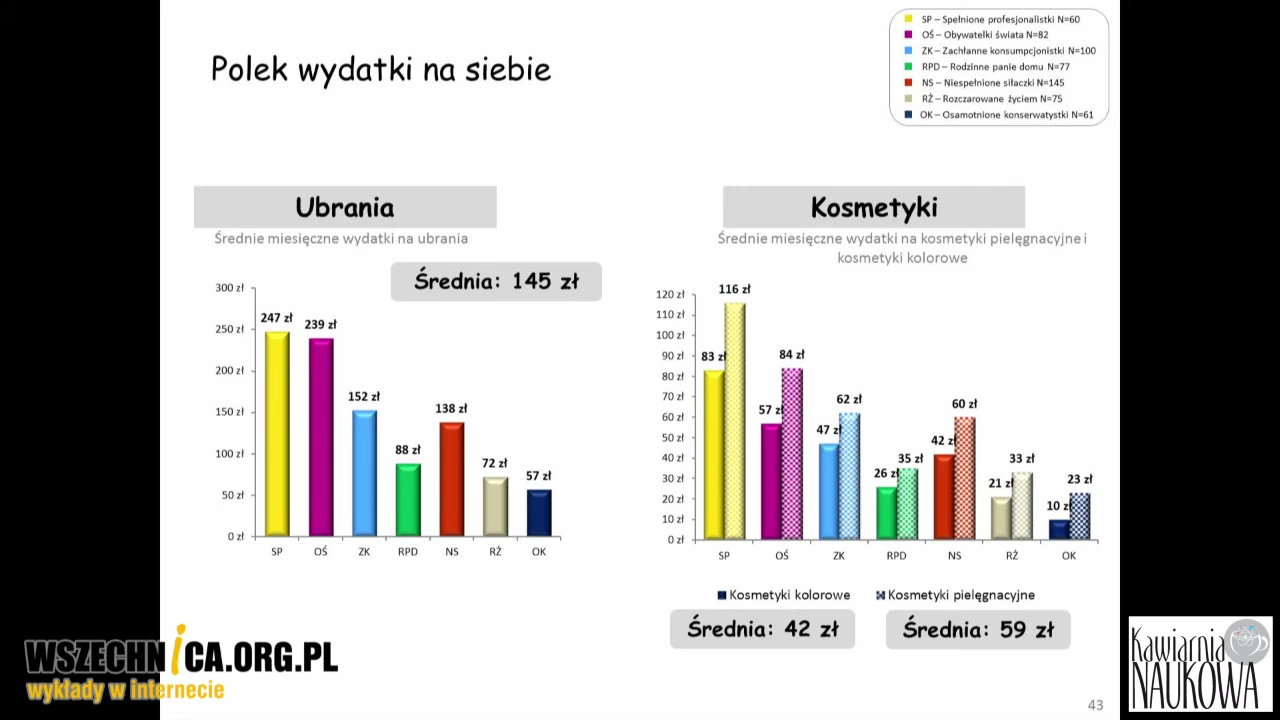 Polek wydatki na siebie
SP – Spełnione profesjonalistki N=60
OŚ – Obywatelki świata N=82
ZK – Zachłanne konsumpcjonistki N=100
RPD – Rodzinne panie domu N=77
NS – Niespełnione siłaczki N=145
RŻ – Rozczarowane życiem N=75
OK – Osamotnione konserwatystki N=61
Ubrania
Średnie miesięczne wydatki na ubrania
Średnia: 145 zł
300 zł
250 zł
200 zł
150 zł
100 zł
50 zł
0 zł
247 zł
239 zł
152 zł
88 zł
138 zł
72 zł
57 zł
SP OŚ ZK RPD NS RŻ OK
Kosmetyki
Średnie miesięczne wydatki na kosmetyki pielęgnacyjne i
kosmetyki kolorowe
120 zł
110 zł
100 zł
90 zł
80 zł
70 zł
60 zł
50 zł
40 zł
30 zł
20 zł
10 zł
0 zł
83 zł
116 zł
57 zł
84 zł
47 zł
62 zł
26 zł
35 zł
42 zł
60 zł
21 zł
33 zł
10 zł
23 zł
SP OŚ ZK RPD NS RŻ OK
Kosmetyki kolorowe
Kosmetyki pielęgnacyjne
Średnia: 42 zł
Średnia: 59 zł
WSZECHNiCA.ORG.PL
wykłady w internecie
Kawiarnia
NAUKOWA
43